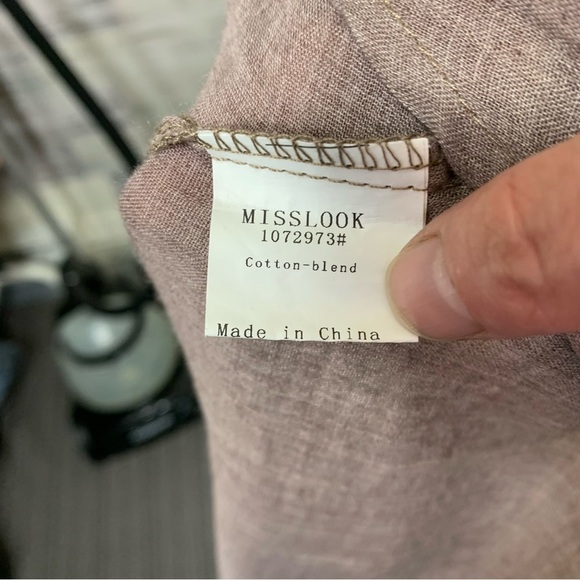 MISSLOOK
1072973#
Cotton-blend
Made in China